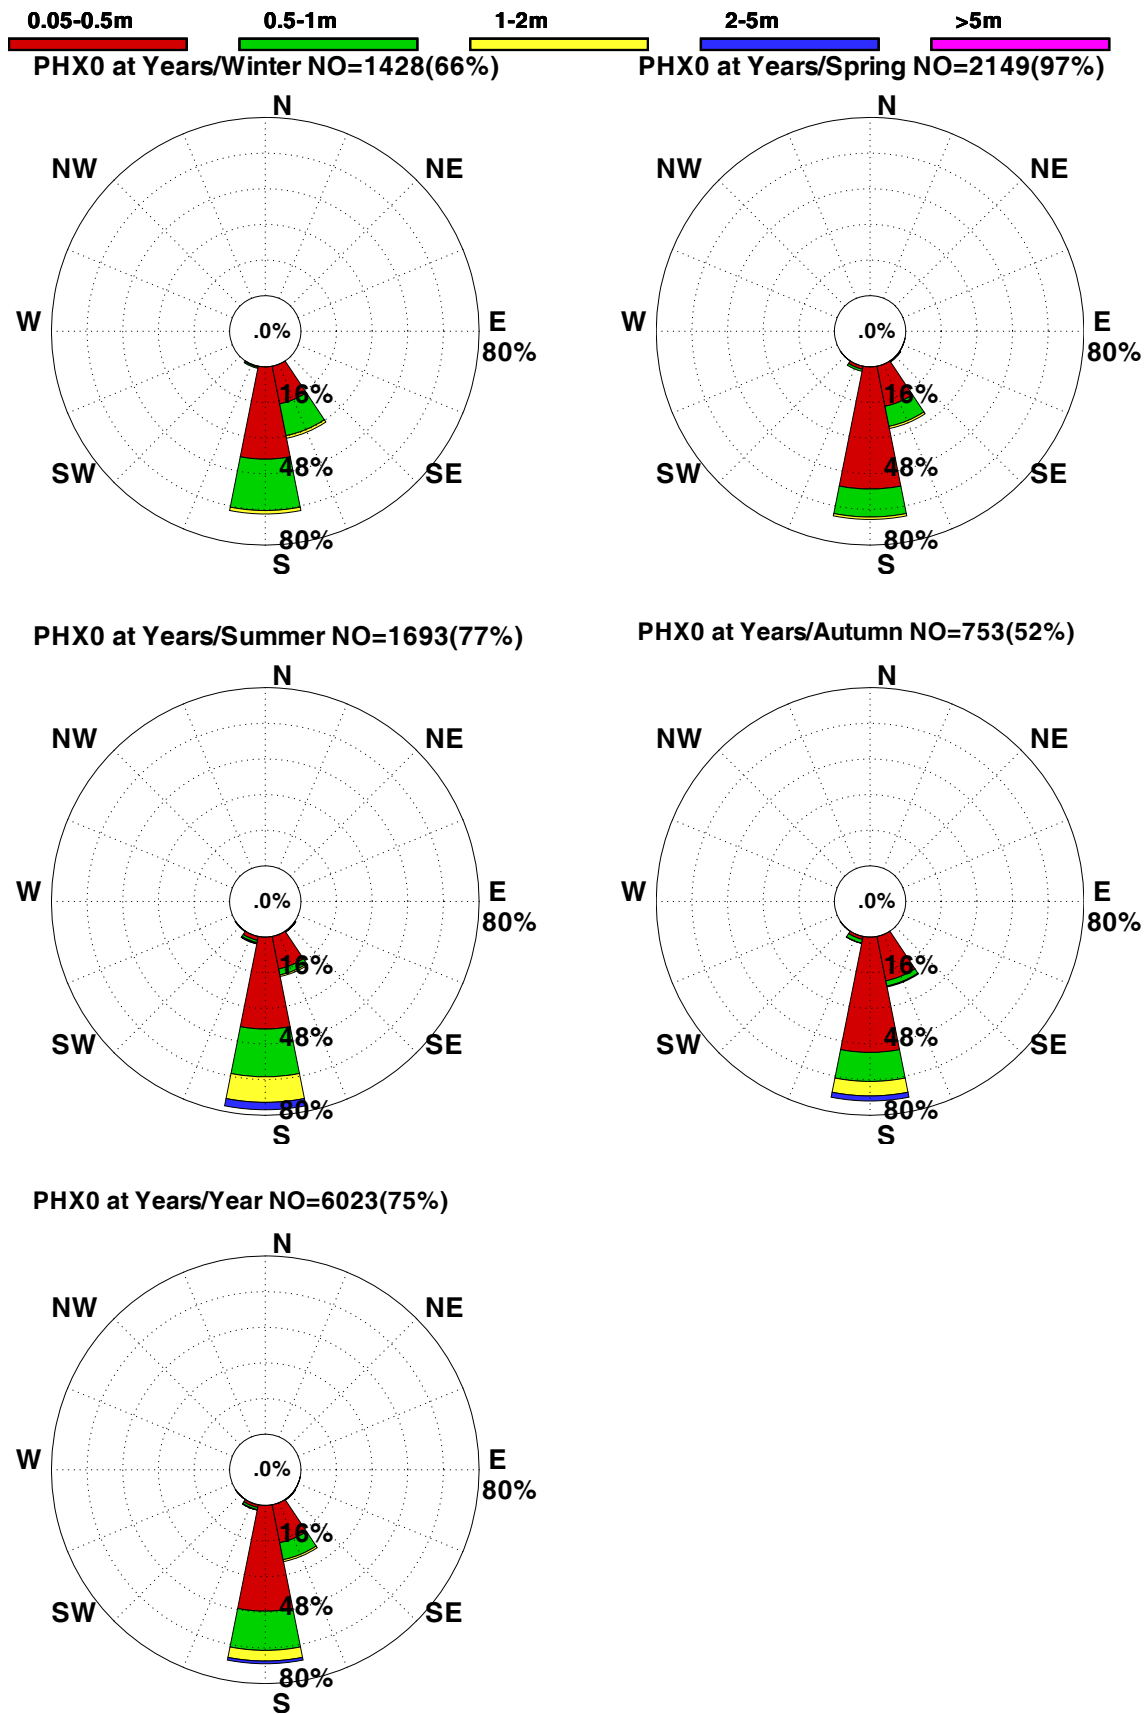 0.05-0.5m 0.5-1m 1-2m 2-5m >5m
PHX0 at Years/Winter NO=1428(66%) PHX0 at Years/Spring NO=2149(97%)
N N
NW NE NW NE
W .0% E W .0% E
80% 80%
16% 16%
SW 48% SE SW 48% SE
80% 80%
S S
PHX0 at Years/Summer NO=1693(77%) PHX0 at Years/Autumn NO=753(52%)
N N
NW NE NW NE
W .0% E W .0% E
80% 80%
16% 16%
SW 48% SE SW 48% SE
80% 80%
S S
PHX0 at Years/Year NO=6023(75%)
N
NW NE
W .0% E
80%
16%
SW 48% SE
80%
S